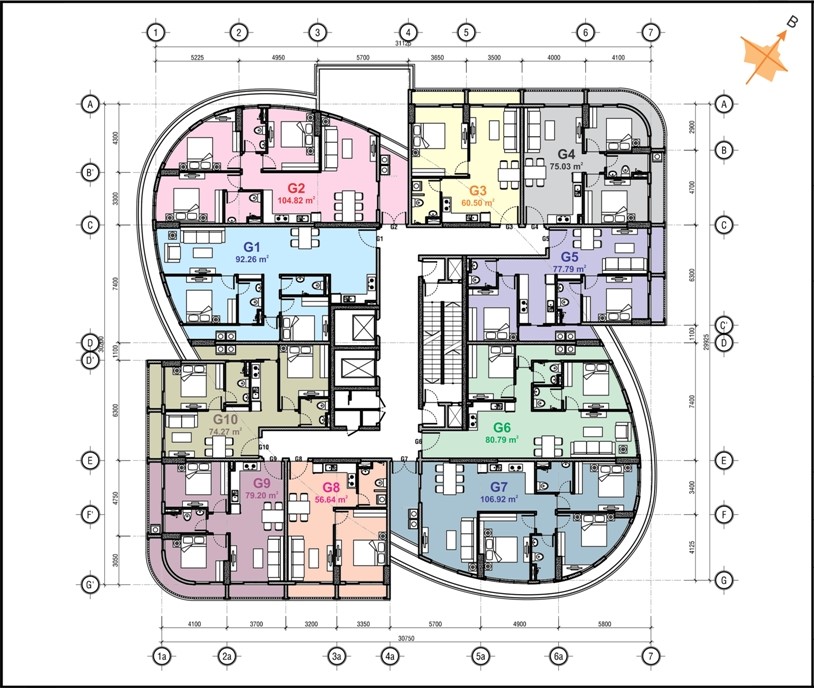 B
1 2 3 4 5 6 7
31125
5225 4950 5700 3650 3500 4000 4100
A
B'
C
D
D'
E
F'
G'
4300
3300
7400
1100
6300
4750
3050
A
B
C
C'
D
E
F
G
2900
4700
6300
1100
29925
7400
3400
4125
G2
104.82 m²
G3
60.50 m²
G4
75.03 m²
G2 G3 G4
G1
92.26 m²
G1
G5
G5
77.79 m²
G10
74.27 m²
G10
G6
80.79 m²
G6
G9 G8 G7
G9
79.20 m²
G8
56.64 m²
G7
106.92 m²
4100 3700 3200 3350 5700 4900 5800
30750
1a 2a 3a 4a 5a 6a 7